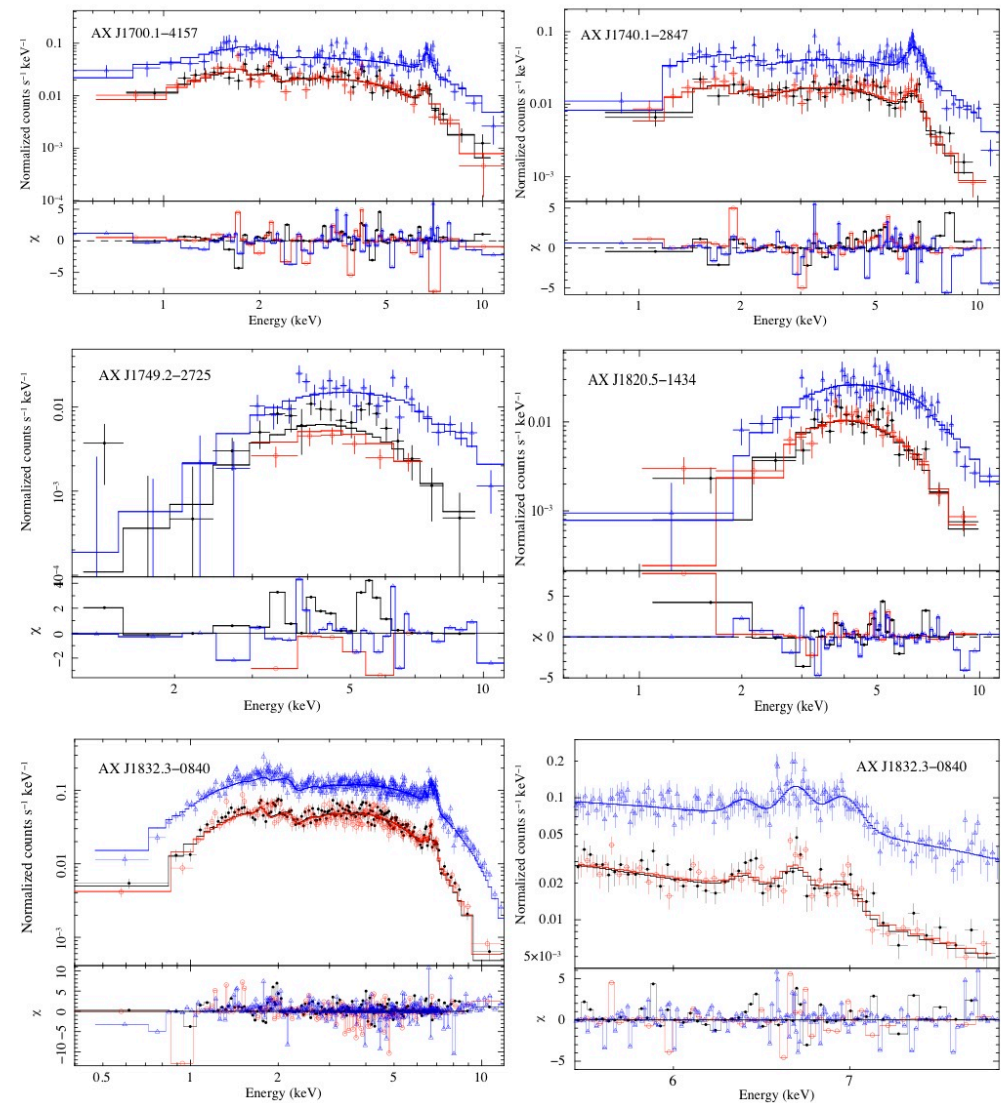 AX J1700.1−4157
Normalized counts s⁻¹ keV⁻¹
0.1
0.01
10⁻³
10⁻⁴
χ
5
0
−5
1
2
5
10
Energy (keV)
AX J1740.1−2847
Normalized counts s⁻¹ keV⁻¹
0.1
0.01
10⁻³
χ
5
0
−5
1
2
5
10
Energy (keV)
AX J1749.2−2725
Normalized counts s⁻¹ keV⁻¹
0.01
10⁻³
10⁻⁴
χ
4
2
0
−2
2
5
10
Energy (keV)
AX J1820.5−1434
Normalized counts s⁻¹ keV⁻¹
0.01
10⁻³
χ
5
0
−5
1
2
5
10
Energy (keV)
AX J1832.3−0840
Normalized counts s⁻¹ keV⁻¹
0.1
0.01
10⁻³
χ
10
5
0
−5
−10
0.5
1
2
5
10
Energy (keV)
AX J1832.3−0840
Normalized counts s⁻¹ keV⁻¹
0.2
0.1
0.05
0.02
0.01
5×10⁻³
χ
5
0
−5
6
7
Energy (keV)